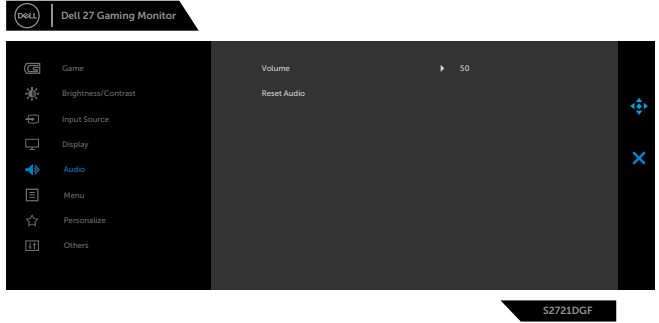 DELL
Dell 27 Gaming Monitor
Game
Volume 50
Brightness/Contrast
Reset Audio
Input Source
Display
Audio
Menu
Personalize
Others
S2721DGF